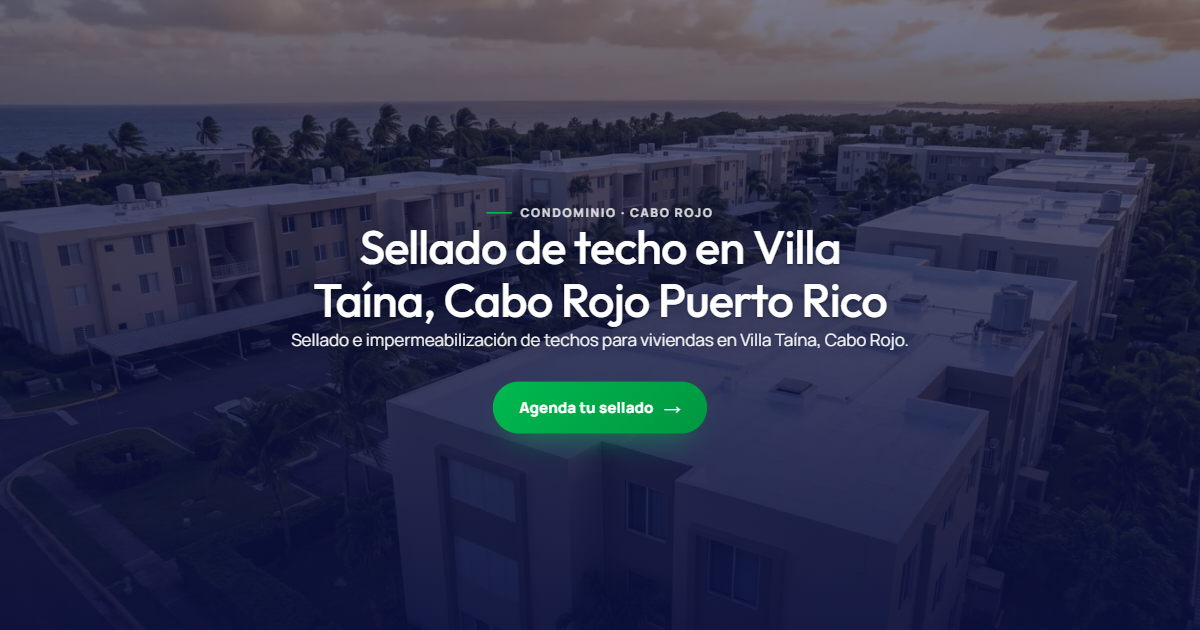 CONDOMINIO · CABO ROJO
Sellado de techo en Villa
Taína, Cabo Rojo Puerto Rico
Sellado e impermeabilización de techos para viviendas en Villa Taína, Cabo Rojo.
Agenda tu sellado →